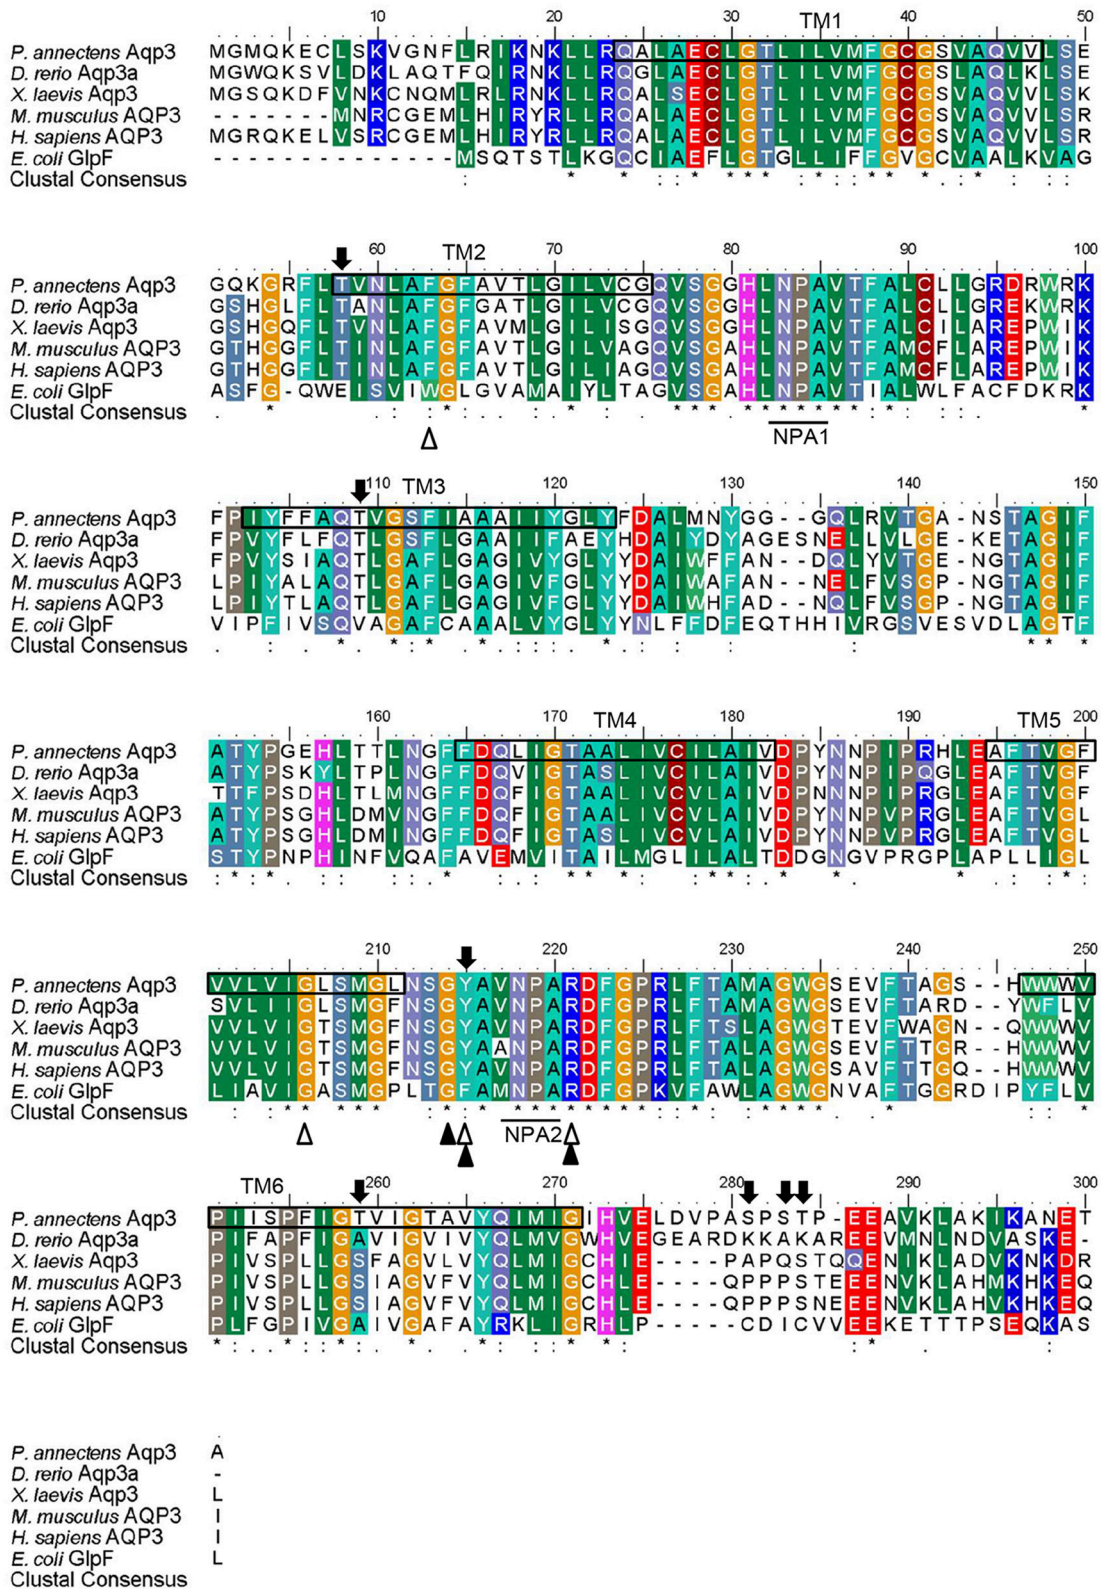 TM1
10 20 30 40 50
P. annectens Aqp3 MGMQKECLSKVGNFLRIKNKLLRQALAECLGTLILVMFGCGSVAQVVLSE
D. rerio Aqp3a MGWQKSVLDKLAQTFQIRNKLLRQGLAECLGTLILVMFGCGSLAQLKLSE
X. laevis Aqp3 MGSQKDFVNKCNQMLRLRNKLLRQALSECLGTLILVMFGCGSVAQVVLSK
M. musculus AQP3 -------MNRCGEMLHIRYRLLRQALAECLGTLILVMFGCGSVAQVVLSR
H. sapiens AQP3 MGRQKELVSRCGEMLHIRYRLLRQALAECLGTLILVMFGCGSVAQVVLSR
E. coli GlpF --------------MSQTSTLKGQCIAEFLGTGLLIFFGVGCVAALKVAG
Clustal Consensus
TM2
60 70 80 90 100
P. annectens Aqp3 GQKGRFLTVNLAFGFAVTLGILVCGQVSGGHLNPAVTFALCLLGRDRWRK
D. rerio Aqp3a GSHGLFLTANLAFGFGATLGILVCGQVSGGHLNPAVTFALCLLGREKWRK
X. laevis Aqp3 GSHGQFLTVNLAFGFAVMLGILISGQVSGGHLNPAVTFALCILAREPWIK
M. musculus AQP3 GTHGGFLTINLAFGFAVTLGILVAGQVSGAHLNPAVTFAMCFLAREPWIK
H. sapiens AQP3 GTHGGFLTINLAFGFAVTLGILIAGQVSGAHLNPAVTFAMCFLAREPWIK
E. coli GlpF ASFG-QWEISVIWGLGVAMAIYLTAGVSGAHLNPAVTIALWLFACFDKRK
Clustal Consensus
NPA1
TM3
110 120 130 140 150
P. annectens Aqp3 FPIYFFAQTVGSFLAAAIIYGLYFDALMNYGG--GQLRVTGA-NSTAGIF
D. rerio Aqp3a FPVYFLFQTLGSFLGAAIIFAEYHDAIYDYAGESNELLVLGE-KETAGIF
X. laevis Aqp3 FPVYSIAQTLGAFLGAGIVFGLYYDAIWFFAN--DQLYVTGE-NGTAGIF
M. musculus AQP3 LPIYALAQTLGAFLGAGIVFGLYYDAIWAFAN--NELFVSGP-NGTAGIF
H. sapiens AQP3 LPIYTLAQTLGAFLGAGIVFGLYYDAIWHFAD--NQLFVSGP-NGTAGIF
E. coli GlpF VIPFIVSQVAGAFCAAALVYGLYYNLFFDFEQTHHIVRGSVESVDLAGTF
Clustal Consensus
TM4 TM5
160 170 180 190 200
P. annectens Aqp3 ATYPGEHLTTLNGFFDQLIGTAALIVCILAIVDPYNNPIPRHLEAFTVGF
D. rerio Aqp3a ATYPSKYLTPLNGFFDQVIGTASLIVCILAIVDPYNNPIPQGLEAFTVGF
X. laevis Aqp3 TTFPSDHLTLMNGFFDQFIGTAALIVCILAIVDPNNNPIPRGLEAFTVGF
M. musculus AQP3 ATYPSGHLDMVNGFFDQFIGTAALIVCVLAIVDPYNNPVPRGLEAFTVGL
H. sapiens AQP3 ATYPSGHLDMVNGFFDQFIGTASLIVCVLAIVDPYNNPVPRGLEAFTVGL
E. coli GlpF STYPNPHINFVQAFAVEMVITAILMGLILALTDDGNGVPRGPLAPLLIGL
Clustal Consensus
210 220 230 240 250
P. annectens Aqp3 VVLVIGLSMGLNSGYAVNPARDFGPRLFTAMAGWGSEVFTAGS--HWWWV
D. rerio Aqp3a SVLIIGLSMGFNSGYAVNPARDFGPRLFTAMAGWGSEVFTARD--YWFLV
X. laevis Aqp3 VVLVIGTSMGFNSGYAVNPARDFGPRLFTSLAGWGTEVFWAGN--QWWWV
M. musculus AQP3 VVLVIGTSMGFNSGYAANPARDFGPRLFTALAGWGSEVFTTGR--HWWWV
H. sapiens AQP3 VVLVIGTSMGFNSGYAVNPARDFGPRLFTALAGWGSAVFTTGQ--HWWWV
E. coli GlpF LIAVIGASMGPLTGFAMNPARDFGPKVFAWLAGWGNVAFTGGRDIPYFLV
Clustal Consensus
NPA2
TM6
260 270 280 290 300
P. annectens Aqp3 PIISPFIGTVIGTAVYQIMIGIHVELDVPASPSTP-EEAVKLAKIKANET
D. rerio Aqp3a PIFAPFIGAVIGVIVYQLMVGWHVEGEARDKKAKAREEVMNLNDVASKE-
X. laevis Aqp3 PIVSPLLGSFAGVLVYQLMIGCHIE----PAPQSTQQENIKLADVKNKDR
M. musculus AQP3 PIVSPLLGSIAGVFVYQLMIGCHLE----QPPPSTEEENVKLAHMKHKEQ
H. sapiens AQP3 PIVSPLLGSIAGVFVYQLMIGCHLE----QPPPSNEEENVKLAHVKHKEQ
E. coli GlpF PLFGPIVGAIVGAFAYRKLIGRHLP-----CDICVVEEKETTTPSEQKAS
Clustal Consensus
P. annectens Aqp3 A
D. rerio Aqp3a -
X. laevis Aqp3 L
M. musculus AQP3 I
H. sapiens AQP3 I
E. coli GlpF L
Clustal Consensus